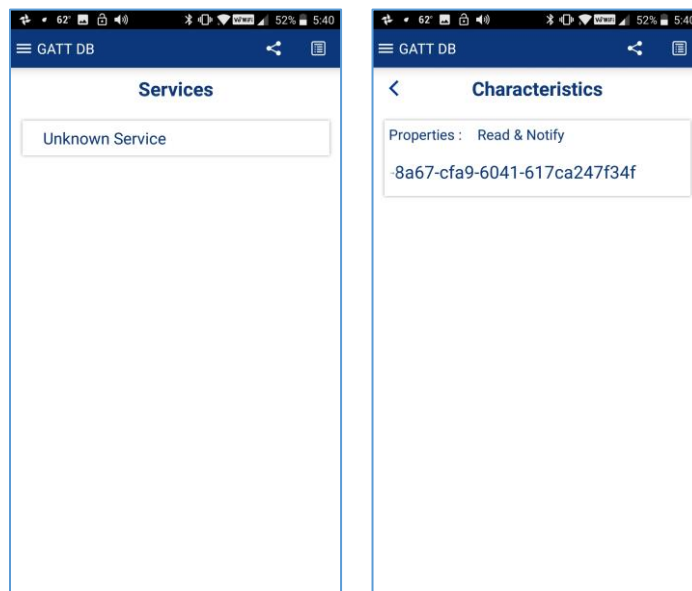 62° 52% 5:40
GATT DB
Services
Unknown Service
62° 52% 5:40
GATT DB
Characteristics
Properties : Read & Notify
-8a67-cfa9-6041-617ca247f34f